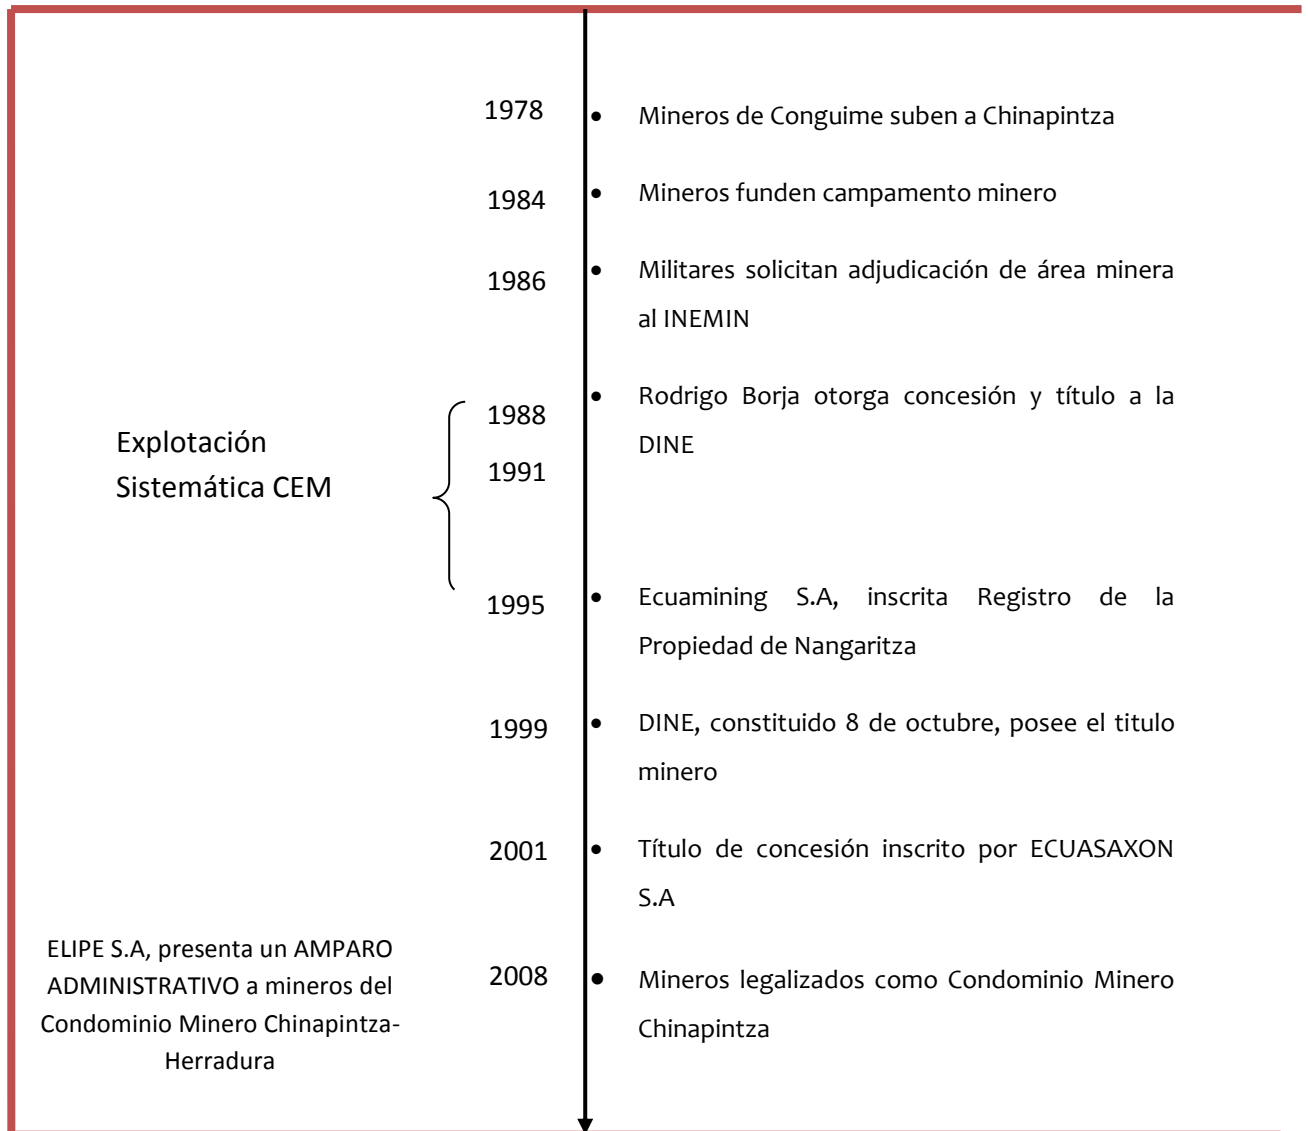 1978
Mineros de Conguime suben a Chinapintza
1984
Mineros funden campamento minero
1986
Militares solicitan adjudicación de área minera
al INEMIN
Explotación
Sistemática CEM
1988
1991
Rodrigo Borja otorga concesión y título a la
DINE
1995
Ecuamining S.A, inscrita Registro de la
Propiedad de Nangaritza
1999
DINE, constituido 8 de octubre, posee el titulo
minero
2001
Título de concesión inscrito por ECUASAXON
S.A
ELIPE S.A, presenta un AMPARO
ADMINISTRATIVO a mineros del
Condominio Minero Chinapintza-
Herradura
2008
Mineros legalizados como Condominio Minero
Chinapintza